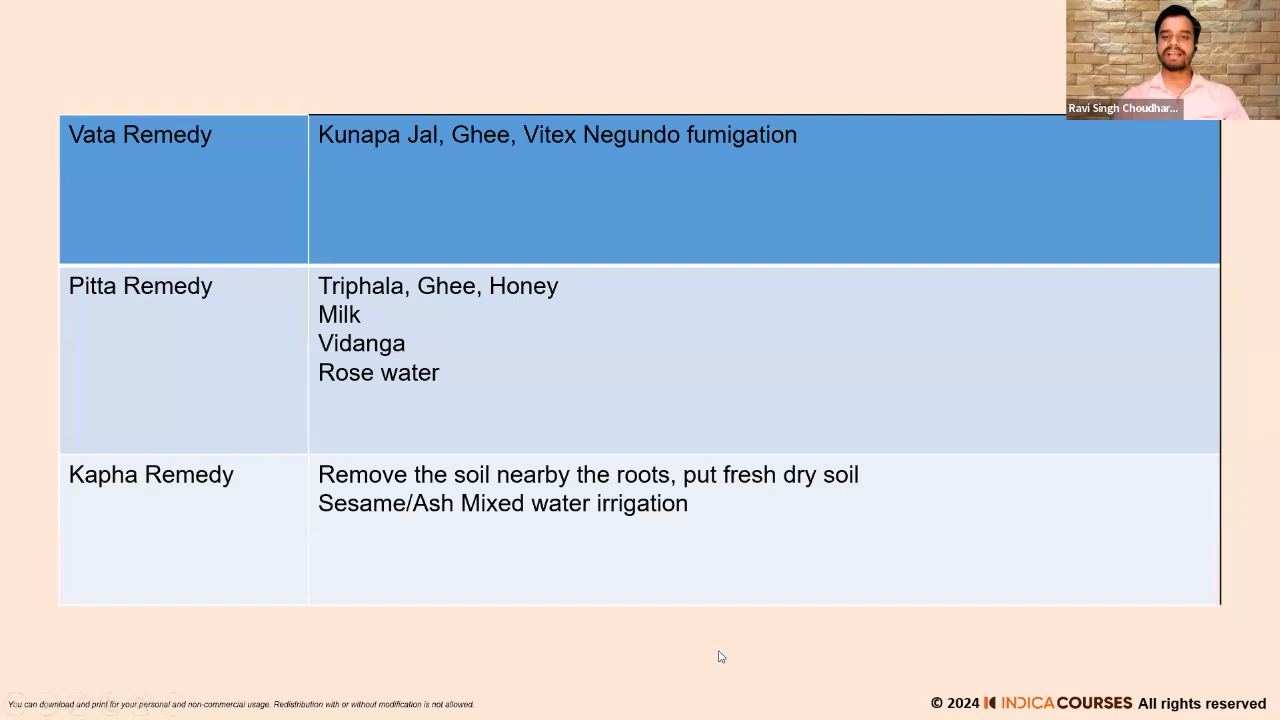 Ravi Singh Choudhar...
Vata Remedy
Kunapa Jal, Ghee, Vitex Negundo fumigation
Pitta Remedy
Triphala, Ghee, Honey
Milk
Vidanga
Rose water
Kapha Remedy
Remove the soil nearby the roots, put fresh dry soil
Sesame/Ash Mixed water irrigation
You can download and print for your personal and non-commercial usage. Redistribution with or without modification is not allowed.
© 2024 INDICA COURSES All rights reserved